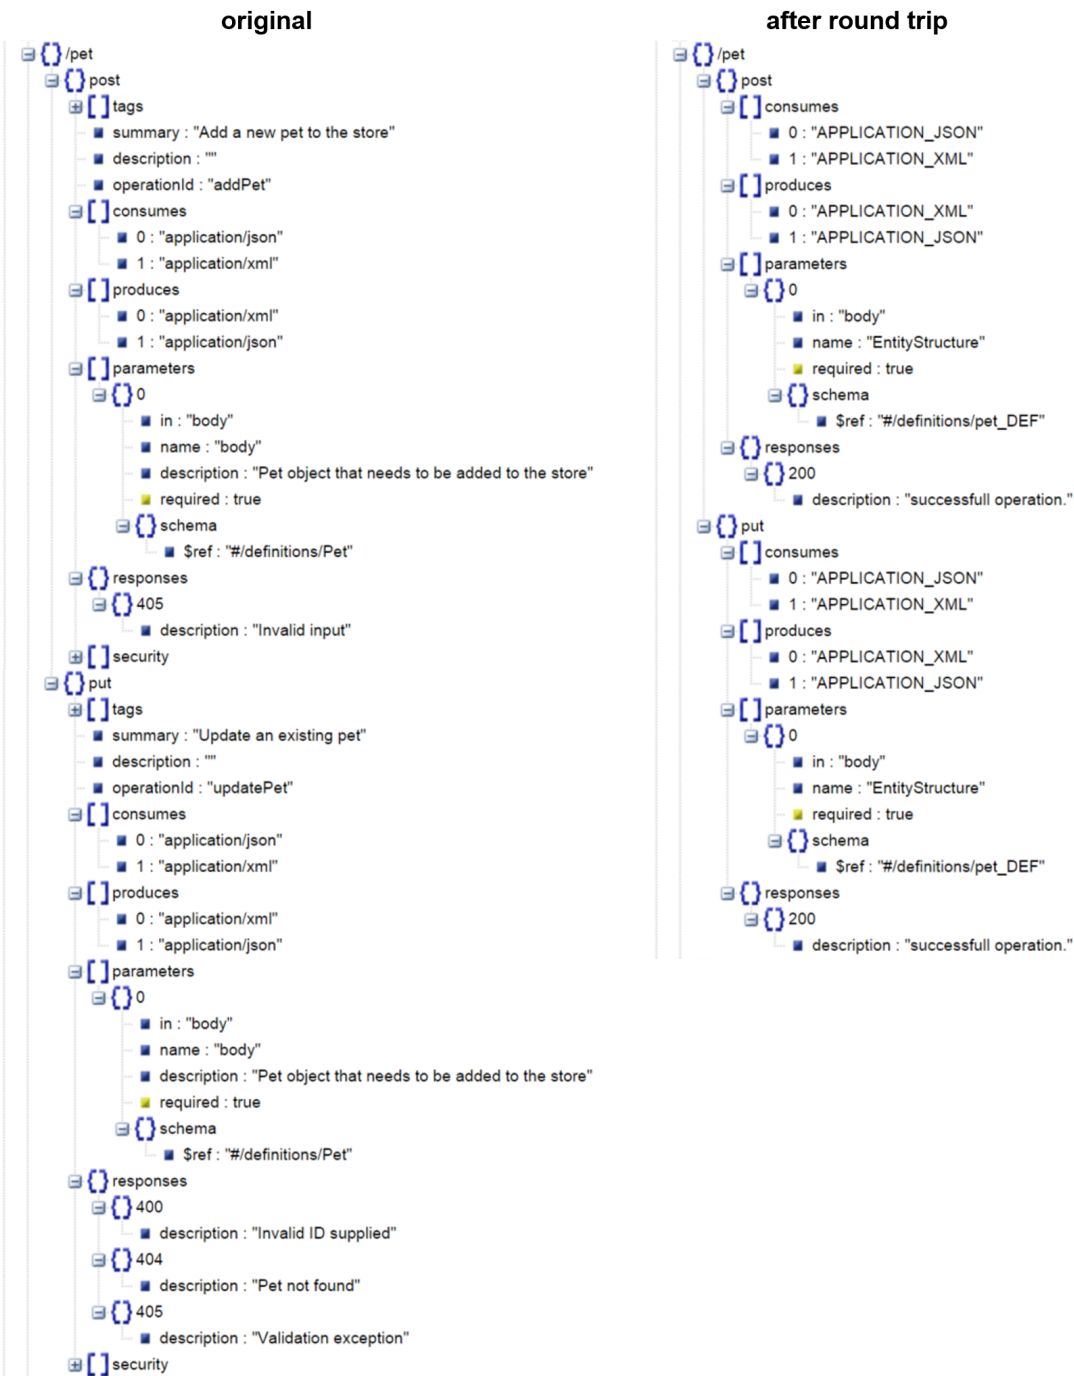 original
/pet
post
tags
summary : "Add a new pet to the store"
description : ""
operationId : "addPet"
consumes
0 : "application/json"
1 : "application/xml"
produces
0 : "application/xml"
1 : "application/json"
parameters
0
in : "body"
name : "body"
description : "Pet object that needs to be added to the store"
required : true
schema
$ref : "#/definitions/Pet"
responses
405
description : "Invalid input"
security
put
tags
summary : "Update an existing pet"
description : ""
operationId : "updatePet"
consumes
0 : "application/json"
1 : "application/xml"
produces
0 : "application/xml"
1 : "application/json"
parameters
0
in : "body"
name : "body"
description : "Pet object that needs to be added to the store"
required : true
schema
$ref : "#/definitions/Pet"
responses
400
description : "Invalid ID supplied"
404
description : "Pet not found"
405
description : "Validation exception"
security
after round trip
/pet
post
consumes
0 : "APPLICATION_JSON"
1 : "APPLICATION_XML"
produces
0 : "APPLICATION_XML"
1 : "APPLICATION_JSON"
parameters
0
in : "body"
name : "EntityStructure"
required : true
schema
$ref : "#/definitions/pet_DEF"
responses
200
description : "successfull operation."
put
consumes
0 : "APPLICATION_JSON"
1 : "APPLICATION_XML"
produces
0 : "APPLICATION_XML"
1 : "APPLICATION_JSON"
parameters
0
in : "body"
name : "EntityStructure"
required : true
schema
$ref : "#/definitions/pet_DEF"
responses
200
description : "successfull operation."